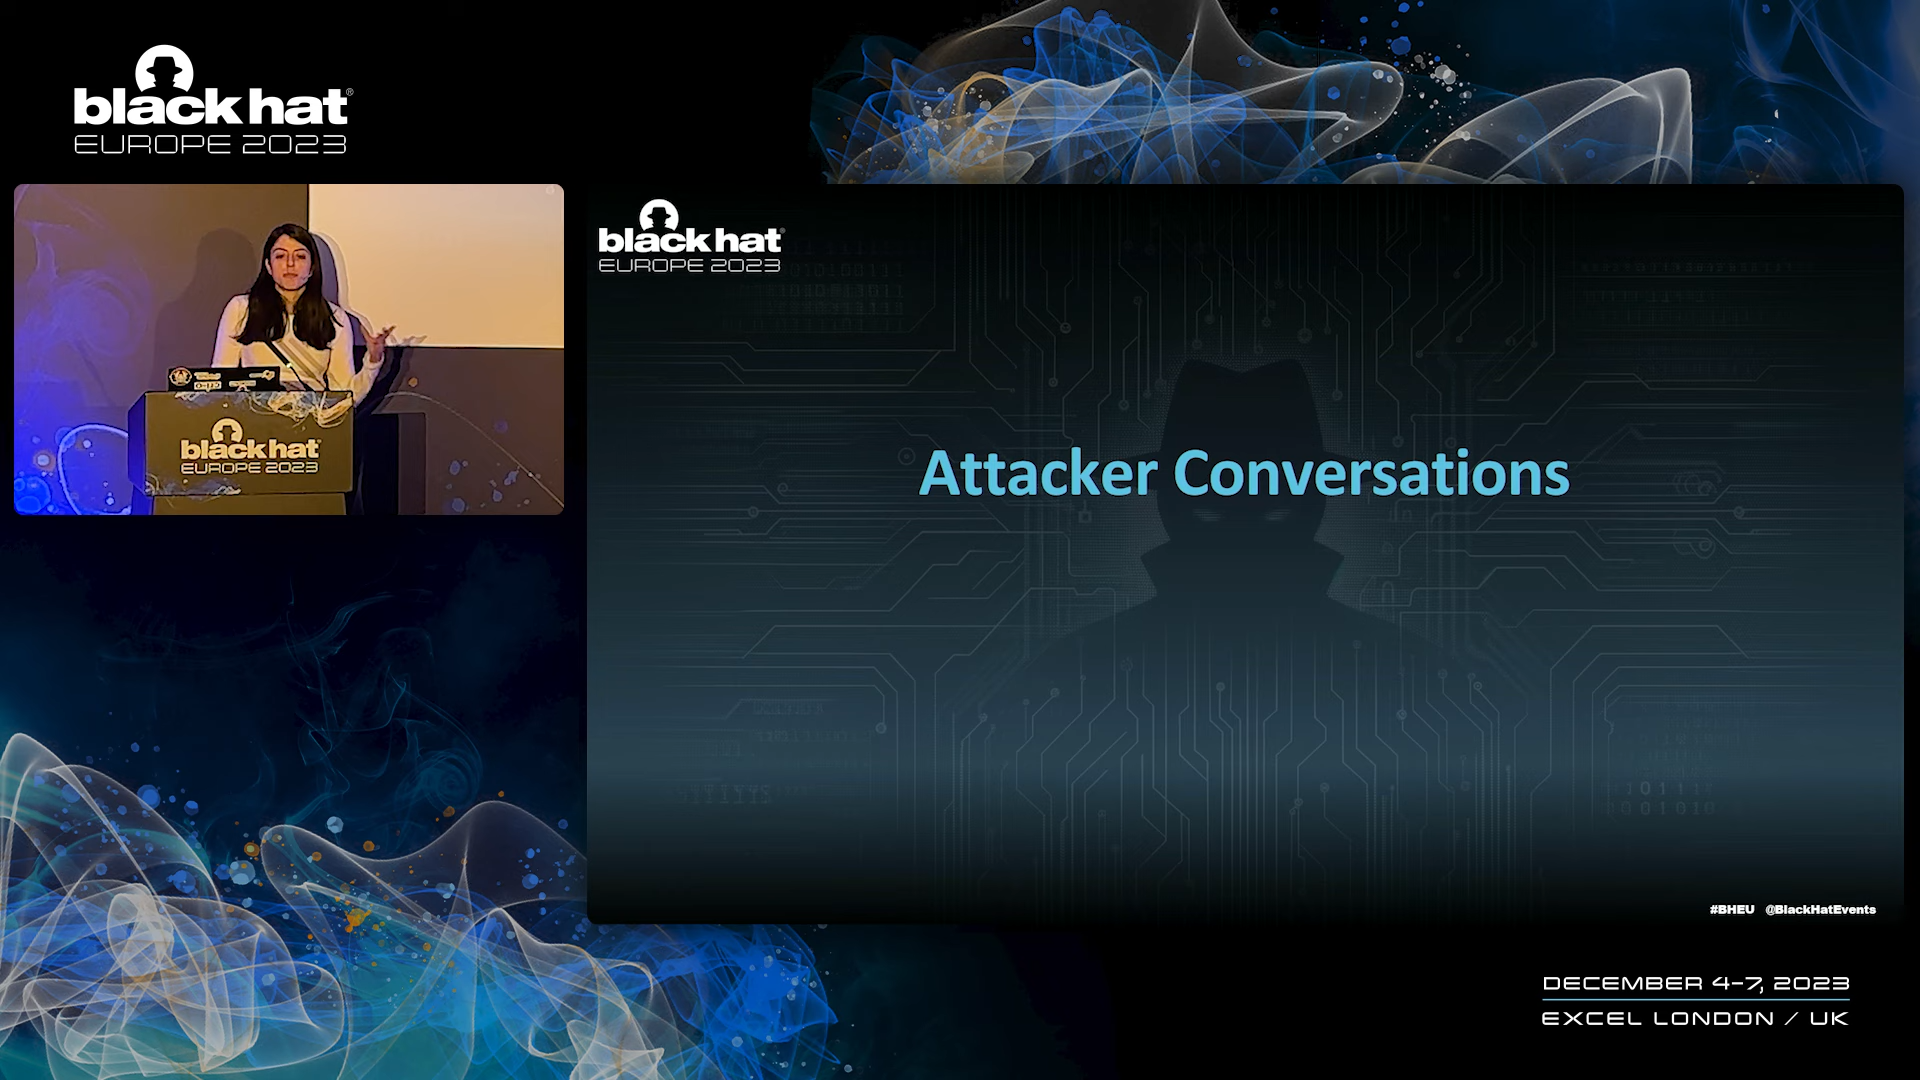 black hat®
EUROPE 2023
black hat
EUROPE 2023
black hat®
EUROPE 2023
Attacker Conversations
#BHEU @BlackHatEvents
DECEMBER 4-7, 2023
EXCEL LONDON / UK